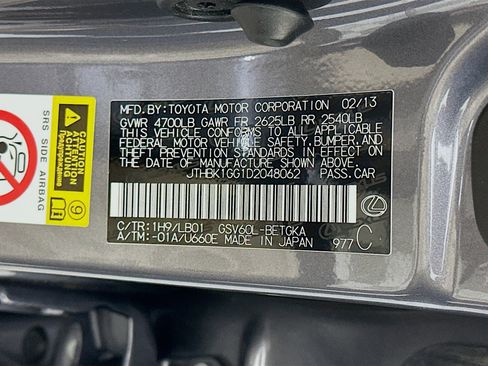 MFD. BY: TOYOTA MOTOR CORPORATION 02/13
GVWR 4700LB GAWR FR 2625LB RR 2540LB
THIS VEHICLE CONFORMS TO ALL APPLICABLE
FEDERAL MOTOR VEHICLE SAFETY, BUMPER, AND
THEFT PREVENTION STANDARDS IN EFFECT ON
THE DATE OF MANUFACTURE SHOWN ABOVE.
JTHBK1GG1D2048062 PASS. CAR
C/TR: 1H9/LB01 GSV60L-BETGKA
A/TM: -01A/U660E MADE IN JAPAN 977 C
SRS SIDE AIRBAG
ATTENTION
ACHTUNG
9